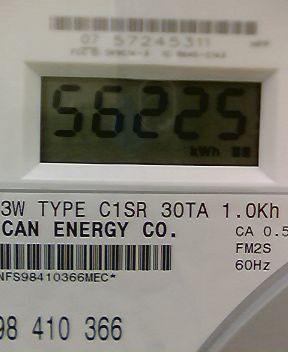 07 57245311
56225
kWh
3W TYPE C1SR 30TA 1.0Kh
CAN ENERGY CO.
CA 0.5
FM2S
60Hz
NFS98410366MEC*
98 410 366